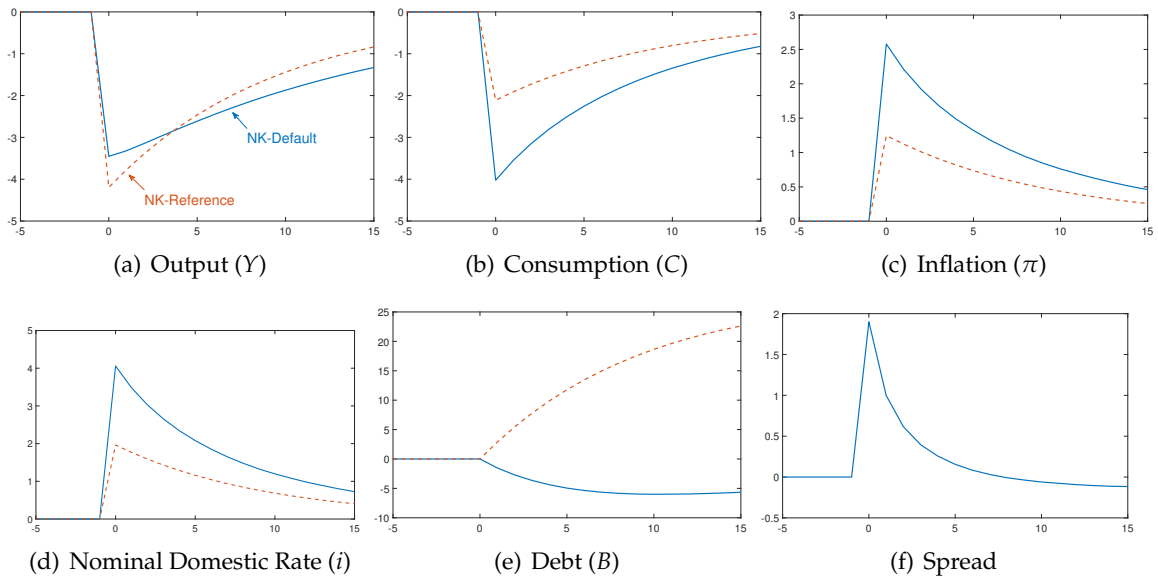 0
-1
-2
-3
-4
-5
-5 0 5 10 15
NK-Default
NK-Reference
(a) Output (Y)
0
-1
-2
-3
-4
-5
-5 0 5 10 15
(b) Consumption (C)
3
2.5
2
1.5
1
0.5
0
-5 0 5 10 15
(c) Inflation (π)
5
4
3
2
1
0
-5 0 5 10 15
(d) Nominal Domestic Rate (i)
25
20
15
10
5
0
-5
-10
-5 0 5 10 15
(e) Debt (B)
2
1.5
1
0.5
0
-0.5
-5 0 5 10 15
(f) Spread